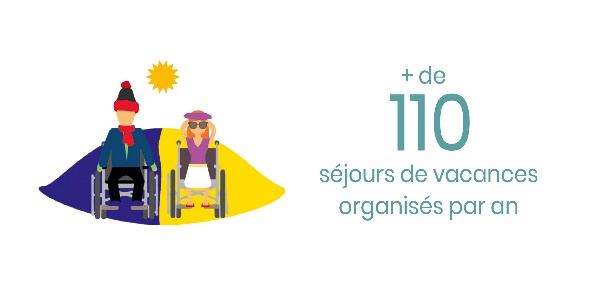 + de
110
séjours de vacances
organisés par an